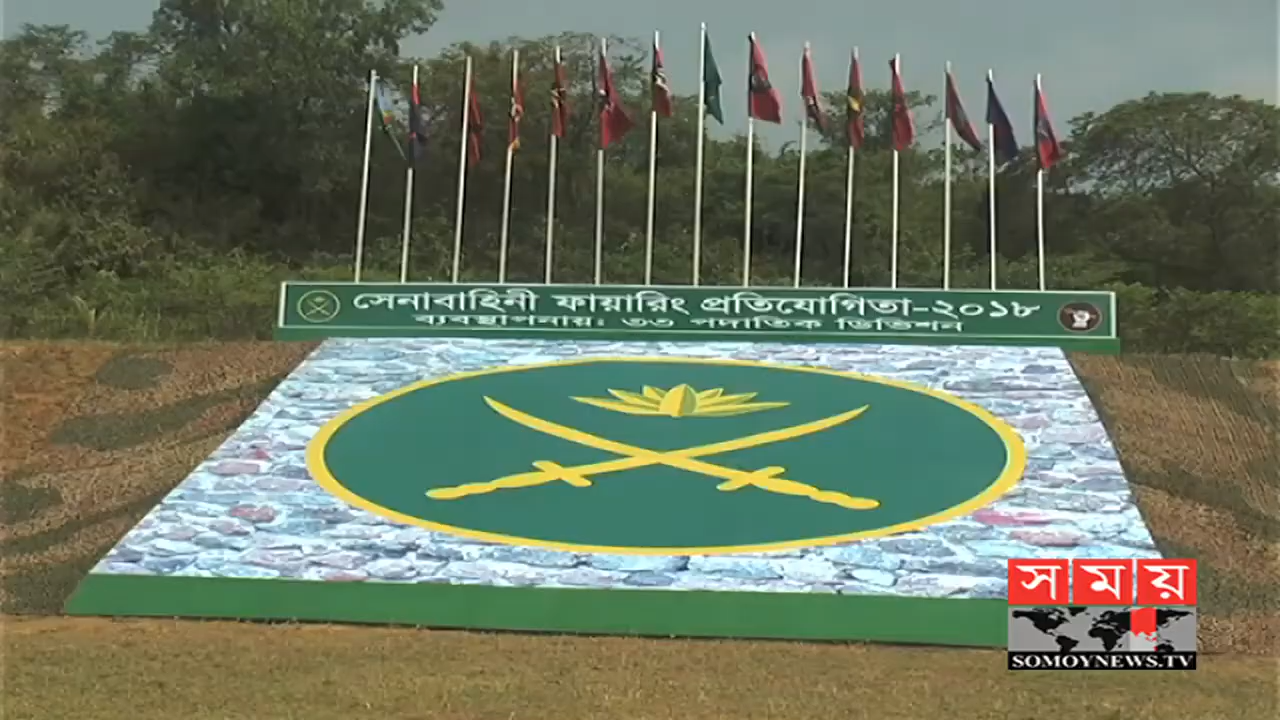 সেনাবাহিনী ফায়ারিং প্রতিযোগিতা-২০১৮
ব্যবস্থাপনায়ঃ ৩৩ পদাতিক ডিভিশন
সময়
SOMOYNEWS.TV